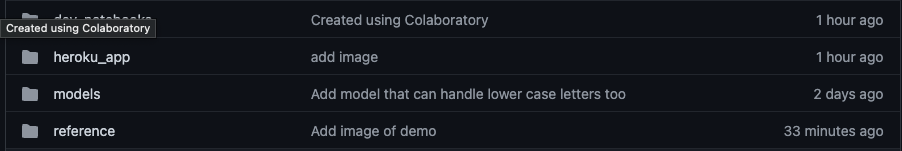 dev_notebooks Created using Colaboratory 1 hour ago
Created using Colaboratory
heroku_app add image 1 hour ago
models Add model that can handle lower case letters too 2 days ago
reference Add image of demo 33 minutes ago